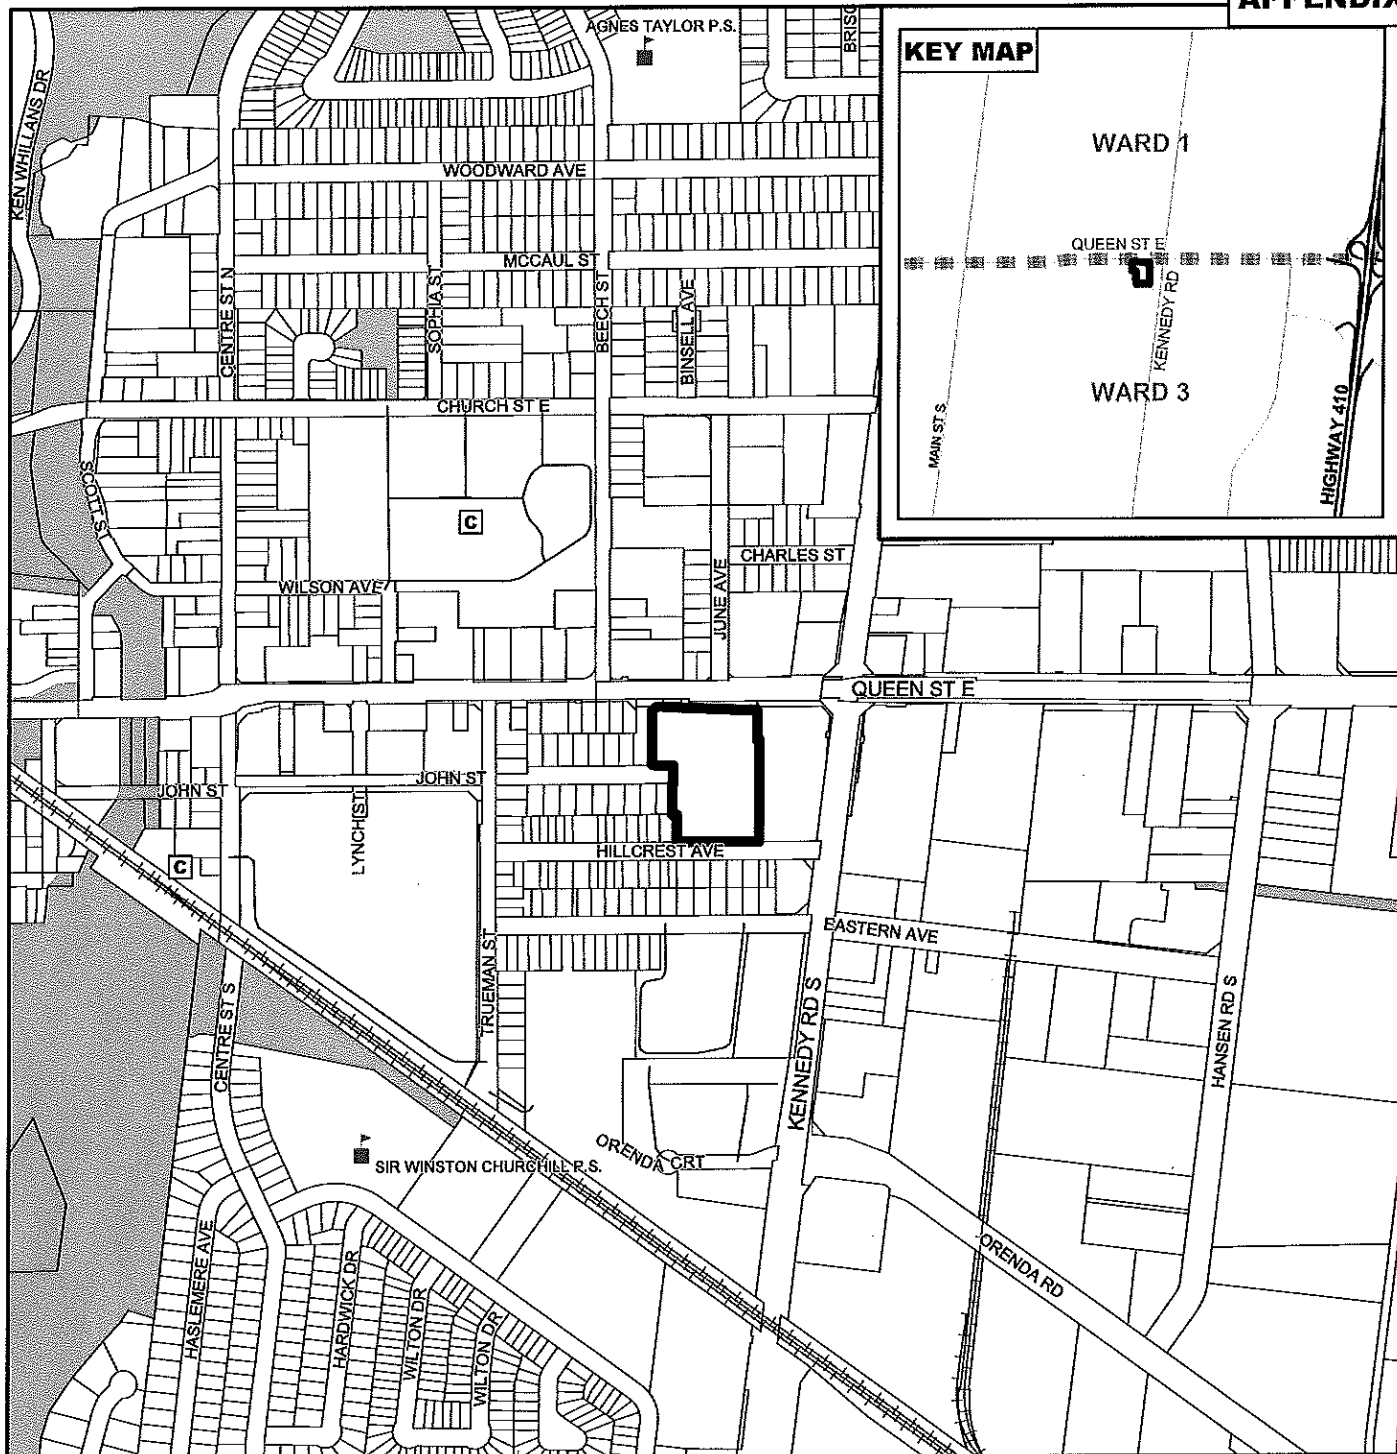 APPENDIX
KEY MAP
WARD 1
QUEEN ST E
KENNEDY RD
WARD 3
MAIN ST S
HIGHWAY 410
AGNES TAYLOR P.S.
KEN WHILLANS DR
WOODWARD AVE
MCCAUL ST
CENTRE ST N
SOPHIA ST
BEECH ST
BINSELL AVE
CHURCH ST E
SCOTT ST
C
CHARLES ST
WILSON AVE
JUNE AVE
QUEEN ST E
JOHN ST
JOHN ST
LYNCH ST
C
HILLCREST AVE
TRUEMAN ST
EASTERN AVE
CENTRE ST S
KENNEDY RD S
HANSEN RD S
ORENDA CRT
SIR WINSTON CHURCHILL P.S.
ORENDA RD
HASLEMERE AVE
HARDWICK DR
WILTON DR
WILTON DR